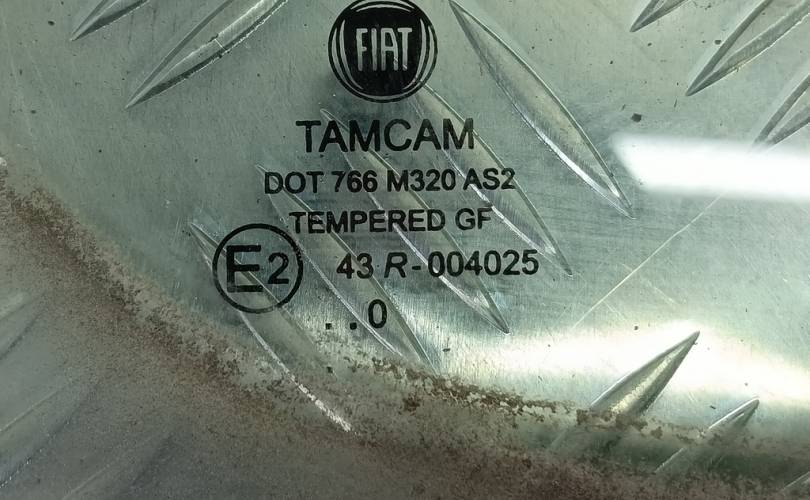 FIAT
TAMCAM
DOT 766 M320 AS2
TEMPERED GF
E2 43 R-004025
. . 0